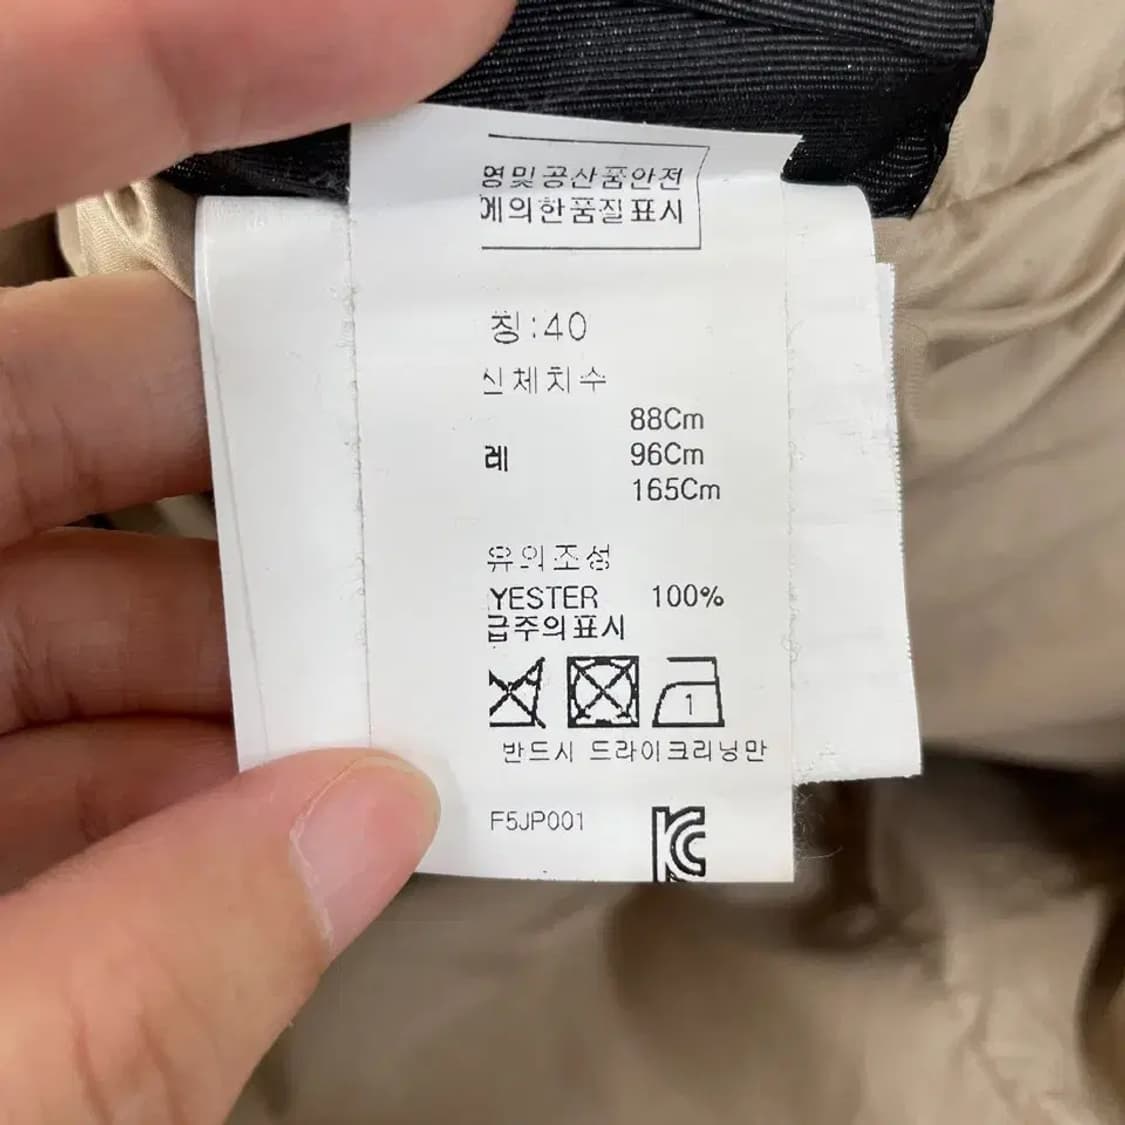 영및공산품안전
에의한품질표시
칭:40
신체치수
88Cm
레 96Cm
165Cm
유의조성
YESTER 100%
급주의표시
1
반드시 드라이크리닝만
F5JP001
KC